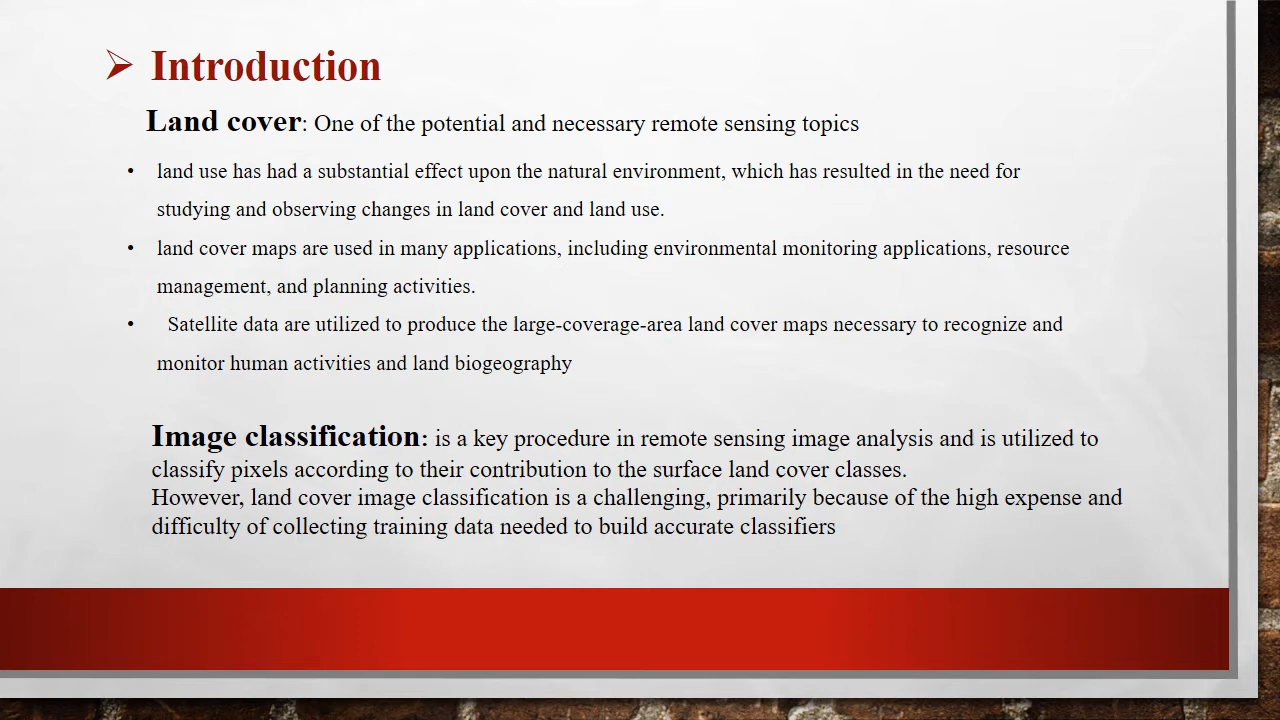 ➢ Introduction
Land cover: One of the potential and necessary remote sensing topics
• land use has had a substantial effect upon the natural environment, which has resulted in the need for
studying and observing changes in land cover and land use.
• land cover maps are used in many applications, including environmental monitoring applications, resource
management, and planning activities.
• Satellite data are utilized to produce the large-coverage-area land cover maps necessary to recognize and
monitor human activities and land biogeography
Image classification: is a key procedure in remote sensing image analysis and is utilized to
classify pixels according to their contribution to the surface land cover classes.
However, land cover image classification is a challenging, primarily because of the high expense and
difficulty of collecting training data needed to build accurate classifiers